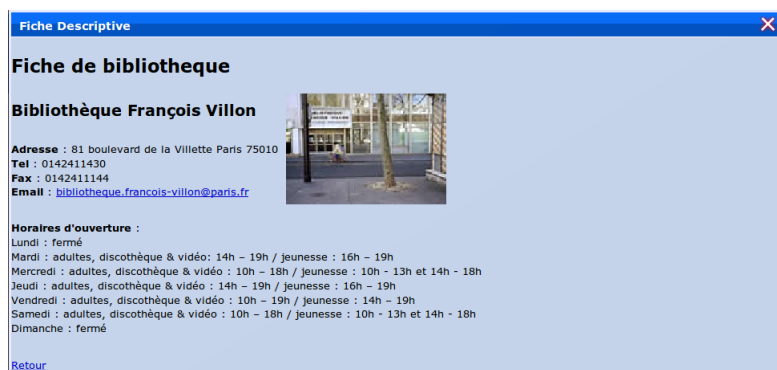 Fiche Descriptive
Fiche de bibliotheque
Bibliothèque François Villon
Adresse : 81 boulevard de la Villette Paris 75010
Tel : 0142411430
Fax : 0142411144
Email : bibliotheque.francois-villon@paris.fr
Horaires d'ouverture :
Lundi : fermé
Mardi : adultes, discothèque & vidéo: 14h – 19h / jeunesse : 16h – 19h
Mercredi : adultes, discothèque & vidéo : 10h – 18h / jeunesse : 10h - 13h et 14h - 18h
Jeudi : adultes, discothèque & vidéo : 14h – 19h / jeunesse : 16h – 19h
Vendredi : adultes, discothèque & vidéo : 10h – 19h / jeunesse : 14h – 19h
Samedi : adultes, discothèque & vidéo : 10h – 18h / jeunesse : 10h - 13h et 14h - 18h
Dimanche : fermé
Retour